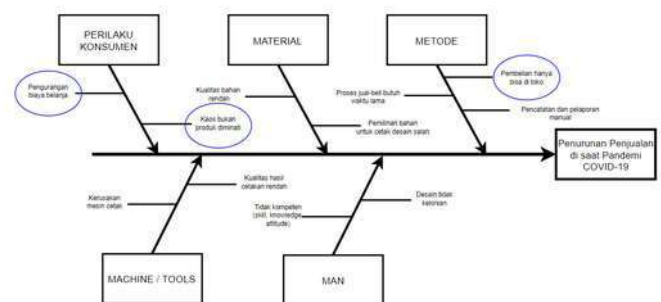 PERILAKU
KONSUMEN
MATERIAL
METODE
Pengurangan
biaya belanja
Kaos bukan
produk diminati
Kualitas bahan
rendah
Pemilihan bahan
untuk cetak desain salah
Proses jual-beli butuh
waktu lama
Pembelian hanya
bisa di toko
Pencatatan dan pelaporan
manual
Penurunan Penjualan
di saat Pandemi
COVID-19
Kerusakan
mesin cetak
Kualitas hasil
cetakan rendah
Tidak kompeten
(skill, knowledge
attitude)
Desain tidak
kekinian
MACHINE / TOOLS
MAN